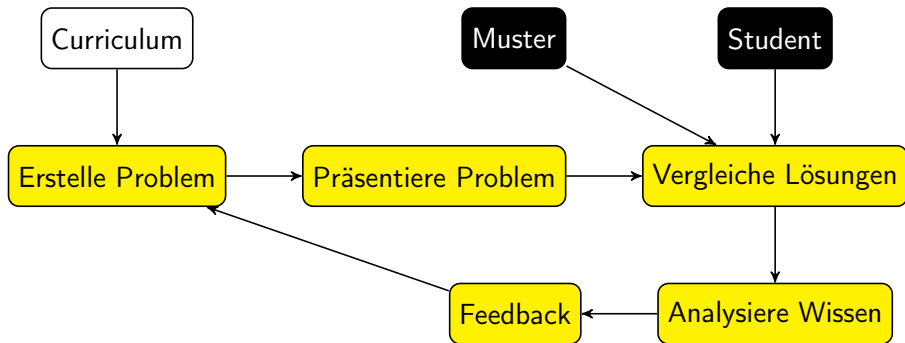 Curriculum
Muster
Student
Erstelle Problem
Präsentiere Problem
Vergleiche Lösungen
Feedback
Analysiere Wissen